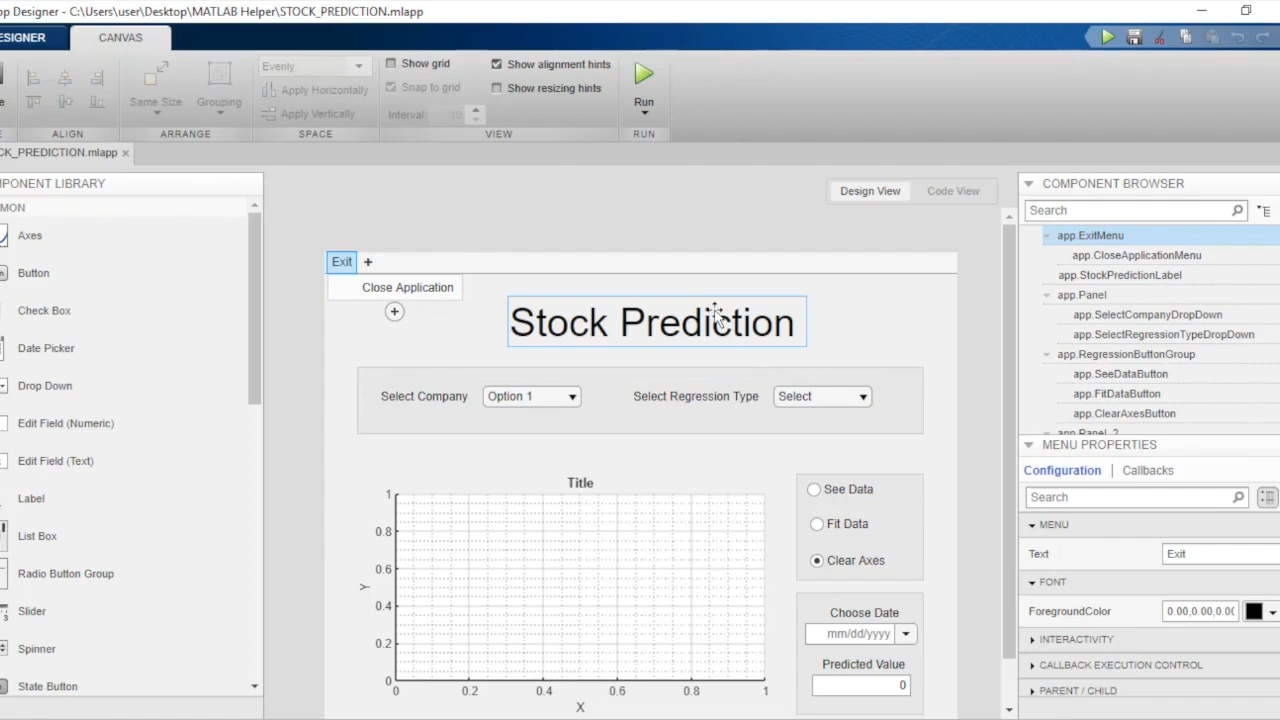 pp Designer - C:\Users\user\Desktop\MATLAB Helper\STOCK_PREDICTION.mlapp
ESIGNER CANVAS
Evenly Show grid Show alignment hints
Apply Horizontally Snap to grid Show resizing hints
e Same Size Grouping Apply Vertically Interval: 10 Run
ALIGN ARRANGE SPACE VIEW RUN
CK_PREDICTION.mlapp ×
MPONENT LIBRARY
MON
Axes
Button
Check Box
Date Picker
Drop Down
Edit Field (Numeric)
Edit Field (Text)
Label
List Box
Radio Button Group
Slider
Spinner
State Button
Design View Code View
Exit +
Close Application
Stock Prediction
Select Company Option 1 Select Regression Type Select
Title
1
0.8
0.6
0.4
0.2
0
Y
0 0.2 0.4 0.6 0.8 1
X
See Data
Fit Data
Clear Axes
Choose Date
mm/dd/yyyy
Predicted Value
0
COMPONENT BROWSER
Search
app.ExitMenu
app.CloseApplicationMenu
app.StockPredictionLabel
app.Panel
app.SelectCompanyDropDown
app.SelectRegressionTypeDropDown
app.RegressionButtonGroup
app.SeeDataButton
app.FitDataButton
app.ClearAxesButton
app.Panel_2
MENU PROPERTIES
Configuration | Callbacks
Search
MENU
Text Exit
FONT
ForegroundColor 0.00,0.00,0.00
INTERACTIVITY
CALLBACK EXECUTION CONTROL
PARENT / CHILD